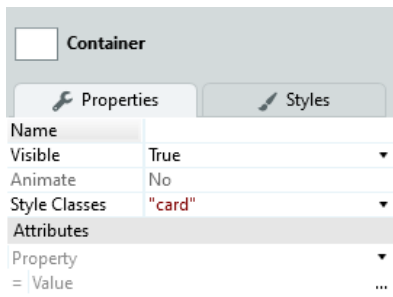 Container
Properties Styles
Name
Visible True
Animate No
Style Classes "card"
Attributes
Property
= Value ...